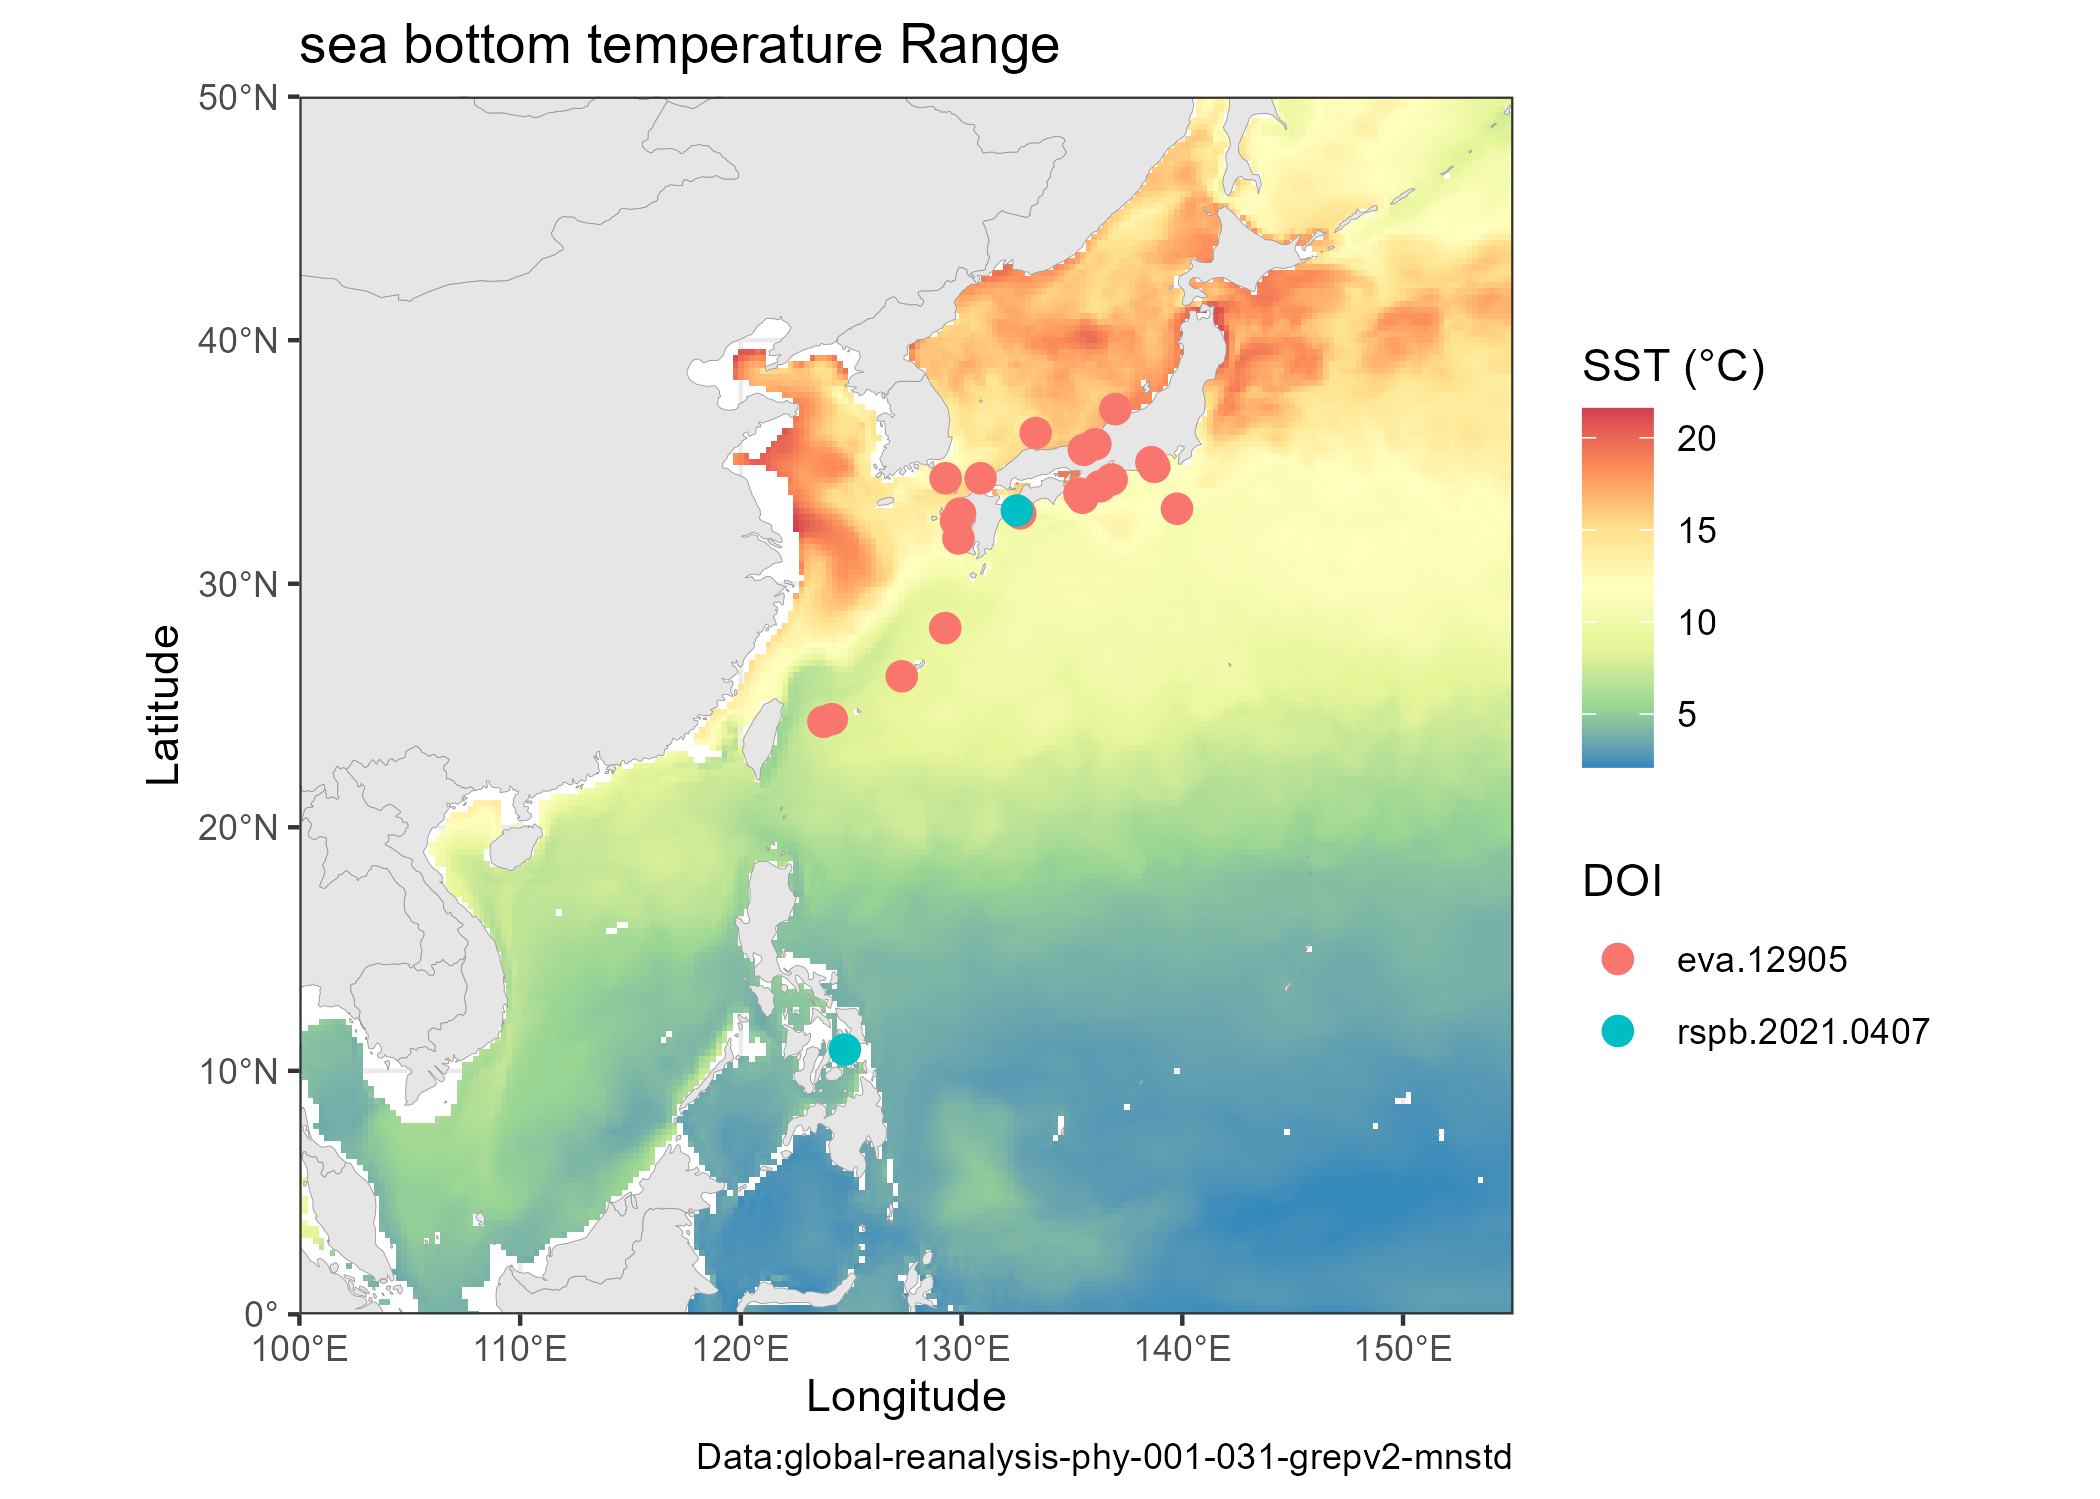 sea bottom temperature Range
50°N
40°N
30°N
20°N
10°N
0°
100°E
110°E
120°E
130°E
140°E
150°E
Latitude
Longitude
SST (°C)
20
15
10
5
DOI
eva.12905
rspb.2021.0407
Data:global-reanalysis-phy-001-031-grepv2-mnstd